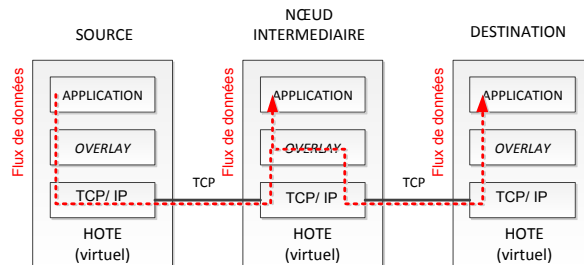 SOURCE
NŒUD
INTERMEDIAIRE
DESTINATION
Flux de données
APPLICATION
OVERLAY
TCP/ IP
HOTE
(virtuel)
TCP
Flux de données
APPLICATION
OVERLAY
TCP/ IP
HOTE
(virtuel)
TCP
Flux de données
APPLICATION
OVERLAY
TCP/ IP
HOTE
(virtuel)